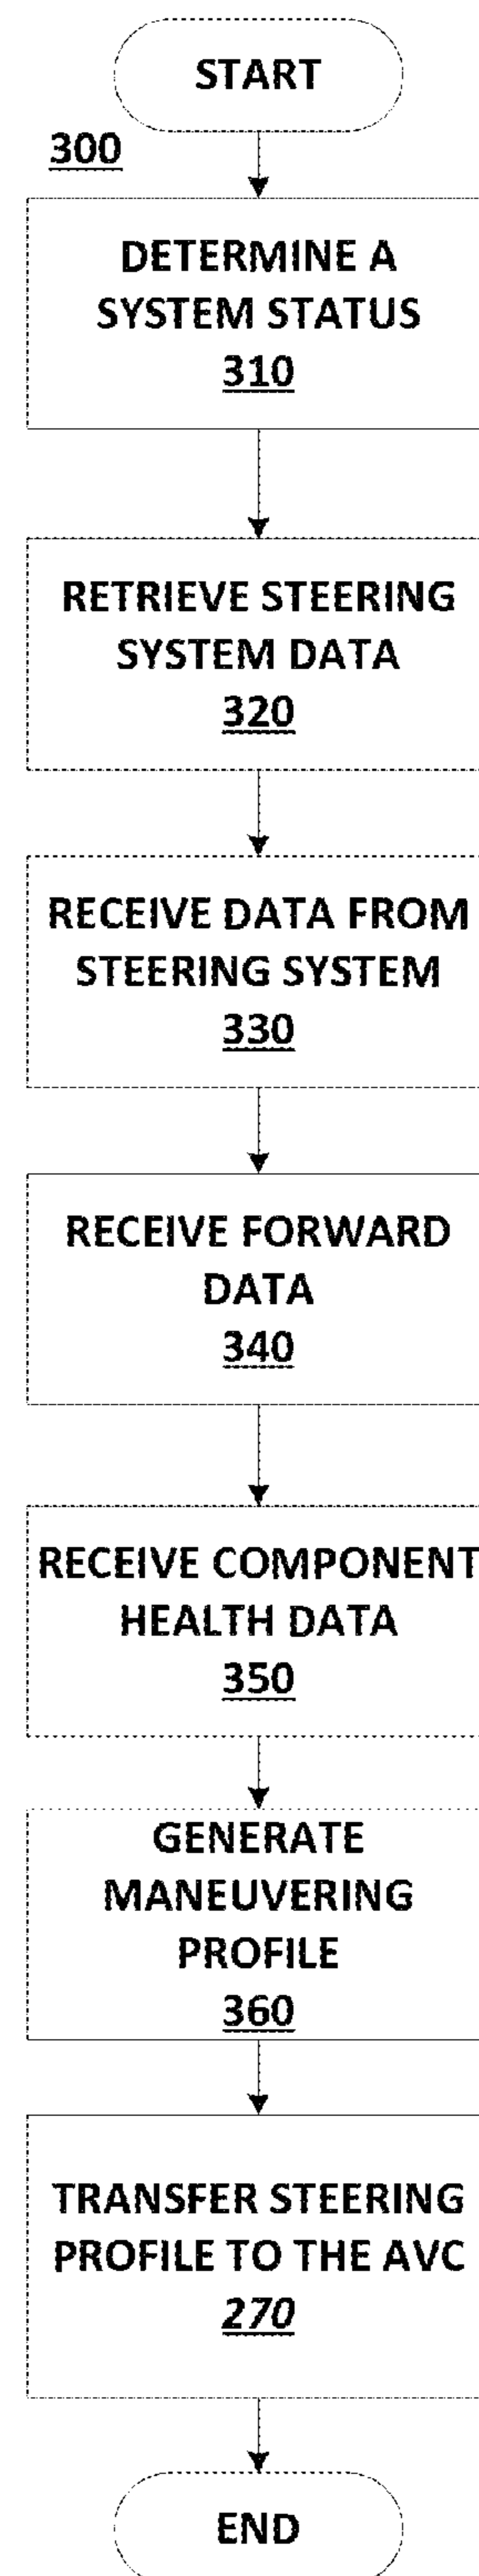 START
300
DETERMINE A
SYSTEM STATUS
310
RETRIEVE STEERING
SYSTEM DATA
320
RECEIVE DATA FROM
STEERING SYSTEM
330
RECEIVE FORWARD
DATA
340
RECEIVE COMPONENT
HEALTH DATA
350
GENERATE
MANEUVERING
PROFILE
360
TRANSFER STEERING
PROFILE TO THE AVC
270
END